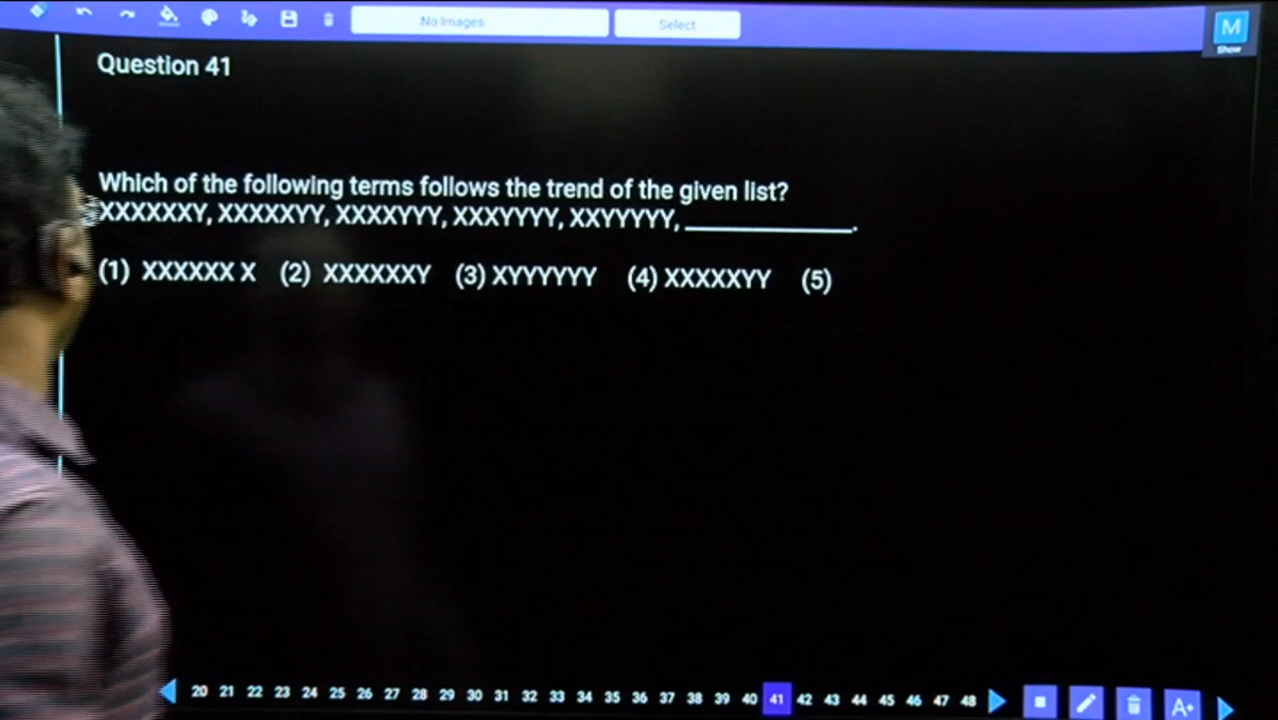 No Images
Select
M
Show
Question 41
Which of the following terms follows the trend of the given list?
XXXXXXY, XXXXXYY, XXXXYYY, XXXYYYY, XXYYYYY, ____________.
(1) XXXXXX X (2) XXXXXXY (3) XYYYYYY (4) XXXXXYY (5)
20 21 22 23 24 25 26 27 28 29 30 31 32 33 34 35 36 37 38 39 40 41 42 43 44 45 46 47 48
A+